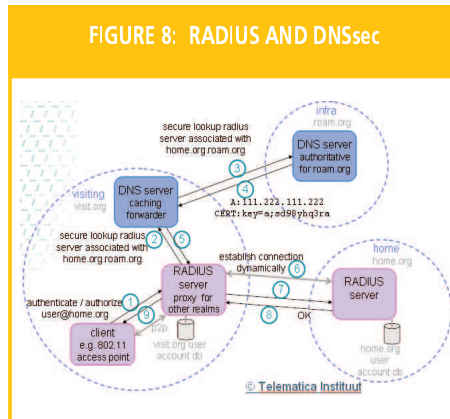 FIGURE 8: RADIUS AND DNSsec
infra
roam.org
secure lookup radius
server associated with
home.org roam.org
3
4
DNS server
authoritative
for roam.org
A:111.222.111.222
CERT:key=a;sd98yhq3ra
visiting
visit.org
DNS server
caching
forwarder
secure lookup radius
server associated with
home.org.roam.org
2
5
establish connection
dynamically
6
home
home.org
RADIUS
server
proxy for
other realms
7
8
OK
RADIUS
server
authenticate / authorize
user@home.org
1
9
p2p
client
e.g. 802.11
access point
visit.org user
account db
home.org
user
account db
© Telematica Instituut